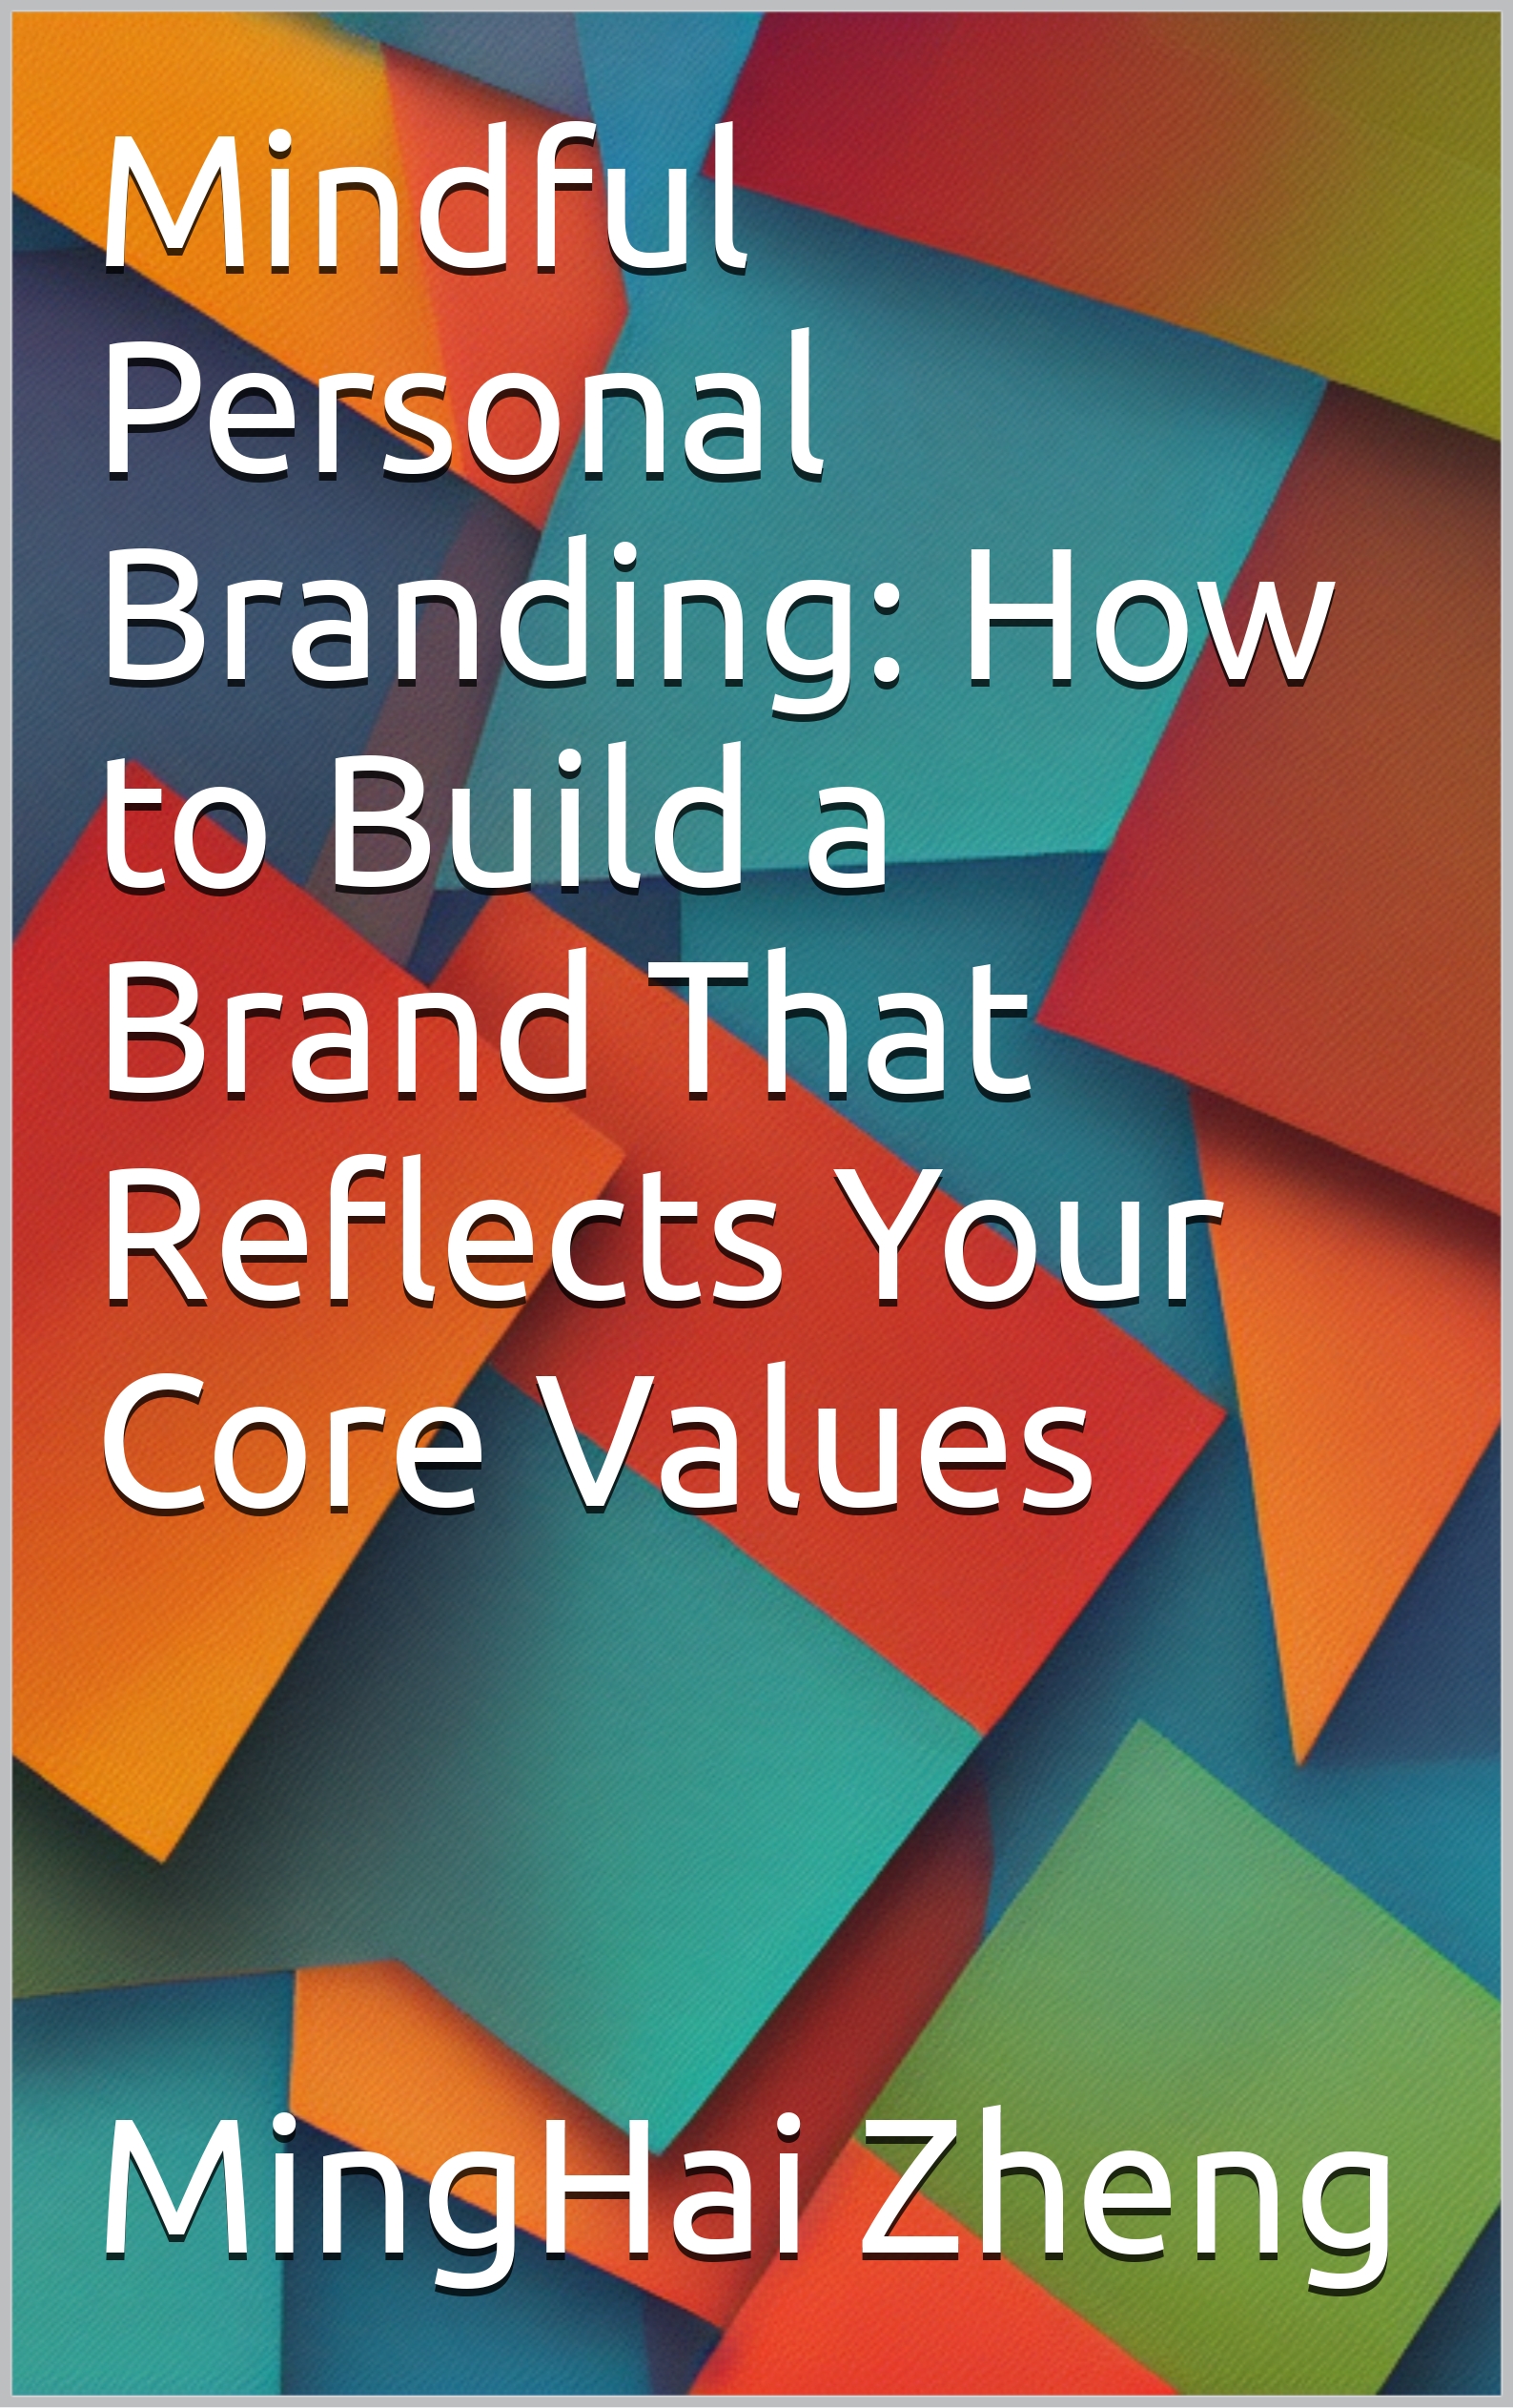 Mindful
Personal
Branding: How
to Build a
Brand That
Reflects Your
Core Values
MingHai Zheng